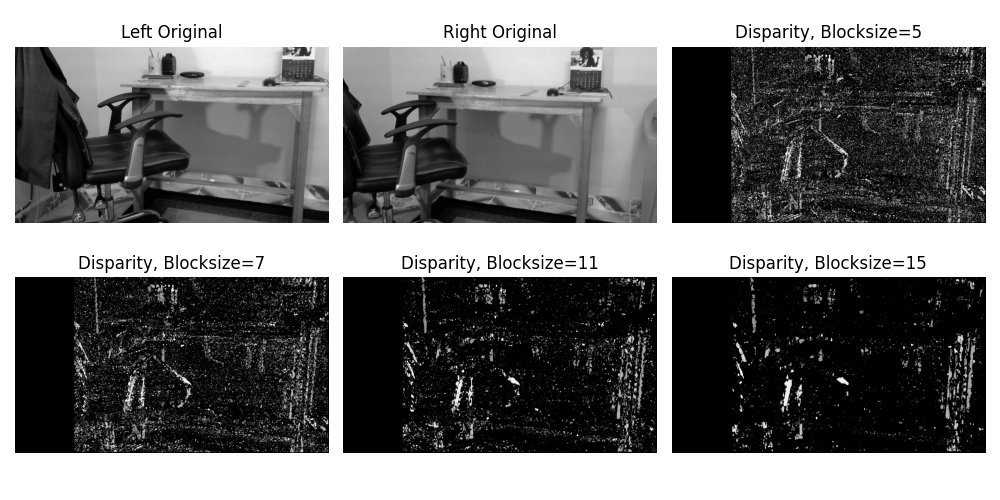 Left Original
Right Original
Disparity, Blocksize=5
Disparity, Blocksize=7
Disparity, Blocksize=11
Disparity, Blocksize=15